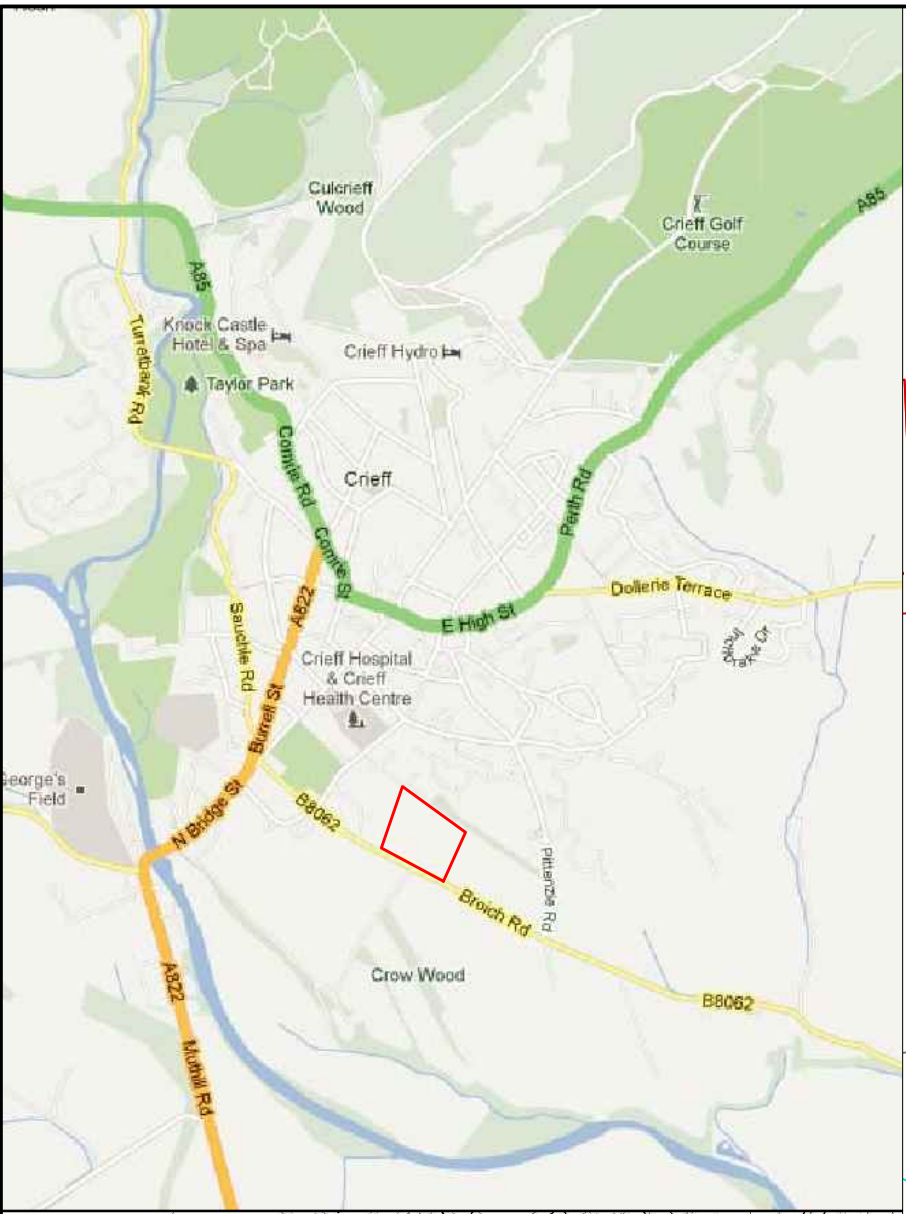 Culcrieff
Wood
A85
Crieff Golf
Course
A85
Knock Castle
Hotel & Spa
Crieff Hydro
Turretbank Rd
Taylor Park
Comrie Rd
Crieff
Perth Rd
Comrie St
Dollerie Terrace
A822
E High St
Sauchie Rd
Crieff Hospital
& Crieff
Health Centre
Burrell St
George's
Field
N Bridge St
B8062
Pittenzie Rd
Broich Rd
Crow Wood
A822
B8062
Muthill Rd